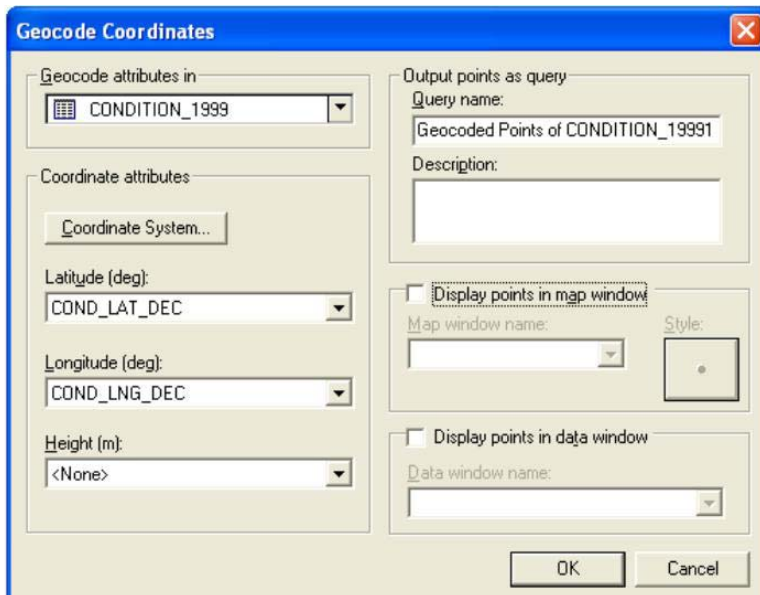 Geocode Coordinates
Geocode attributes in
CONDITION_1999
Coordinate attributes
Coordinate System...
Latitude (deg):
COND_LAT_DEC
Longitude (deg):
COND_LNG_DEC
Height (m):
<None>
Output points as query
Query name:
Geocoded Points of CONDITION_19991
Description:
Display points in map window
Map window name:
Style:
Display points in data window
Data window name:
OK
Cancel